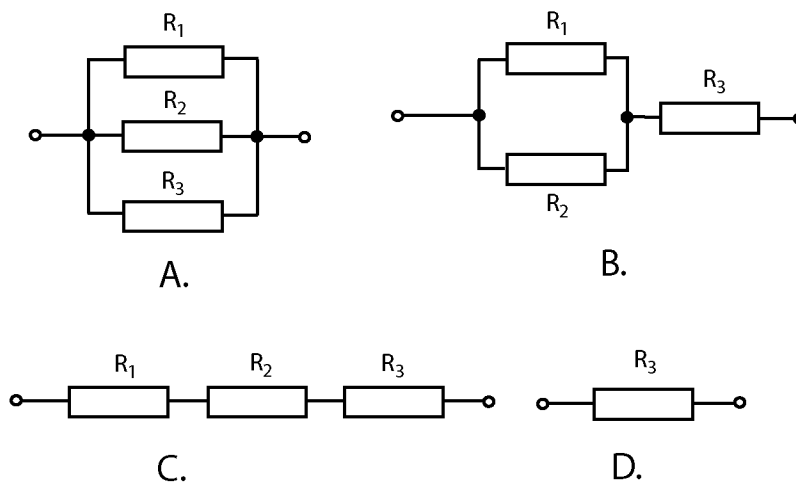 R₁
R₂
R₃
A.
R₁
R₂
R₃
B.
R₁ R₂ R₃
C.
R₃
D.